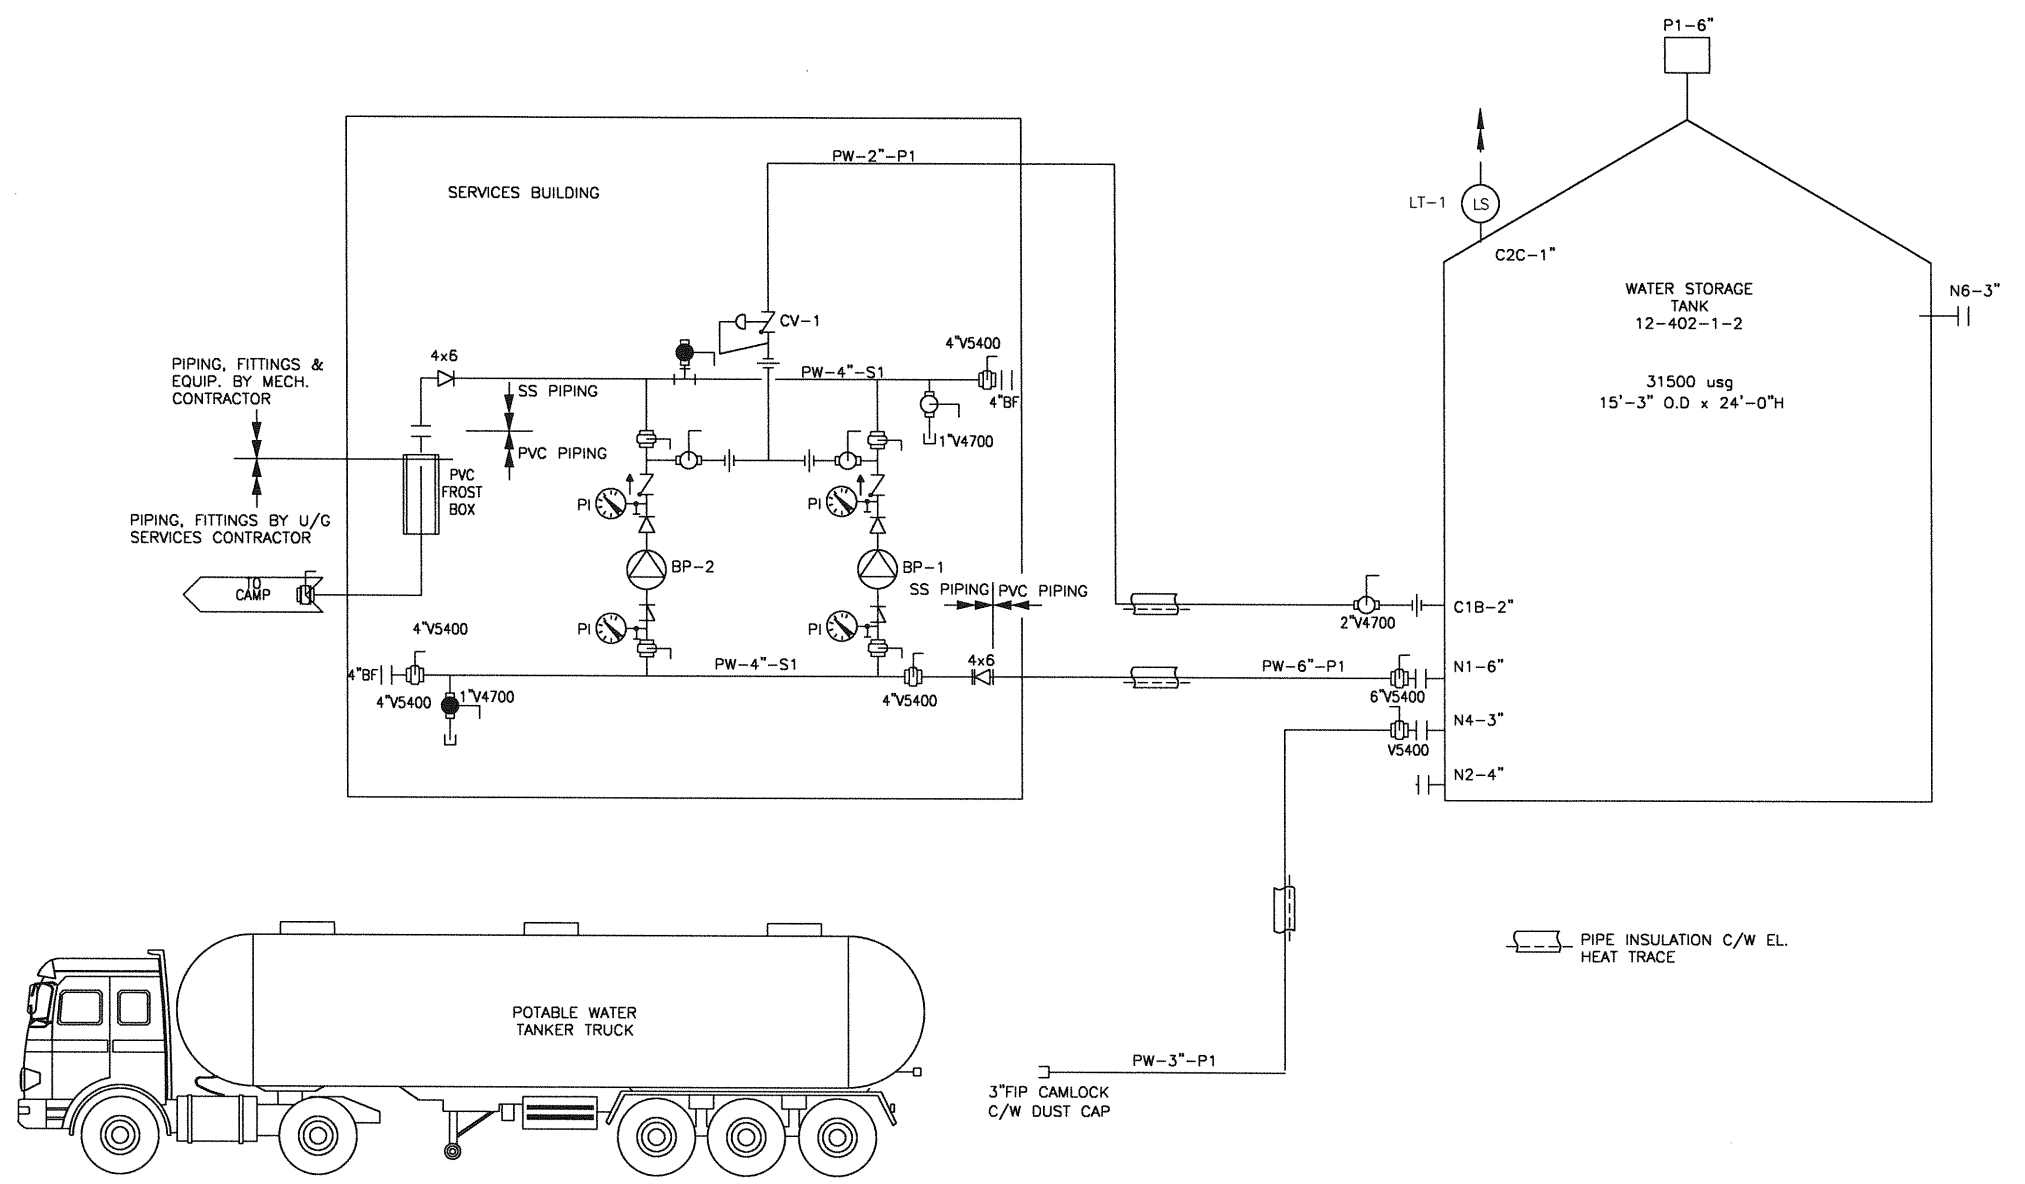 P1-6"
PW-2"-P1
SERVICES BUILDING
LT-1
LS
C2C-1"
WATER STORAGE
TANK
12-402-1-2
N6-3"
31500 usg
15'-3" O.D x 24'-0"H
CV-1
4"V5400
4x6
PW-4"-S1
4"BF
1"V4700
PIPING, FITTINGS &
EQUIP. BY MECH.
CONTRACTOR
SS PIPING
PVC PIPING
PVC
FROST
BOX
PI
PI
PIPING, FITTINGS BY U/G
SERVICES CONTRACTOR
BP-2
BP-1
TO
CAMP
SS PIPING
PVC PIPING
C1B-2"
2"V4700
PI
PI
4"V5400
4"BF
4"V5400
1"V4700
PW-4"-S1
4"V5400
4x6
PW-6"-P1
N1-6"
6"V5400
N4-3"
V5400
N2-4"
PIPE INSULATION C/W EL.
HEAT TRACE
POTABLE WATER
TANKER TRUCK
PW-3"-P1
3"FIP CAMLOCK
C/W DUST CAP